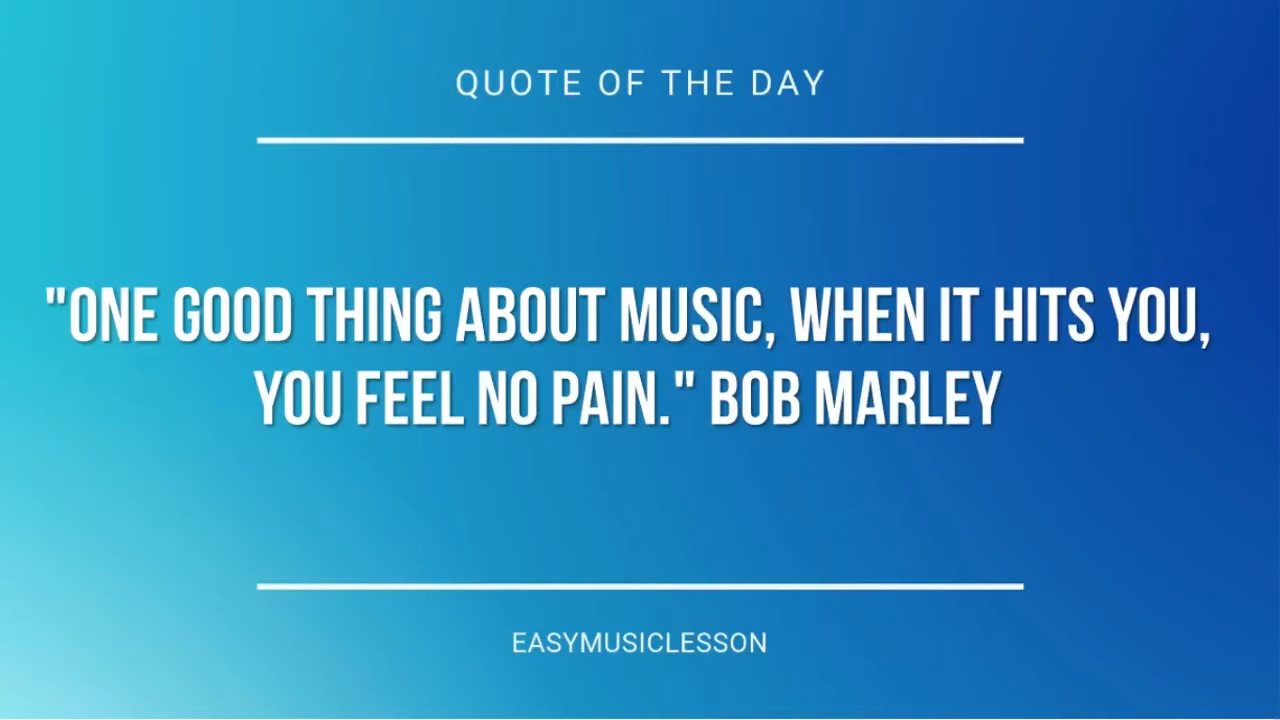 QUOTE OF THE DAY
"ONE GOOD THING ABOUT MUSIC, WHEN IT HITS YOU,
YOU FEEL NO PAIN." BOB MARLEY
EASYMUSICLESSON